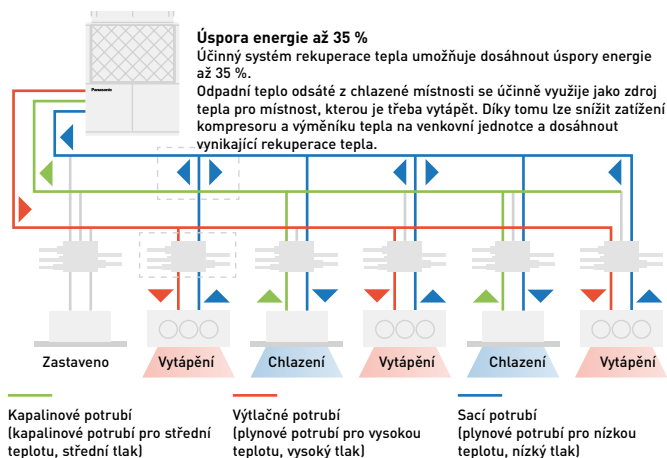 Úspora energie až 35 %
Účinný systém rekuperace tepla umožňuje dosáhnout úspory energie
až 35 %.
Odpadní teplo odsáté z chlazené místnosti se účinně využije jako zdroj
tepla pro místnost, kterou je třeba vytápět. Díky tomu lze snížit zatížení
kompresoru a výměníku tepla na venkovní jednotce a dosáhnout
vynikající rekuperace tepla.
Panasonic
Zastaveno
Vytápění
Chlazení
Vytápění
Chlazení
Vytápění
Kapalinové potrubí
(kapalinové potrubí pro střední
teplotu, střední tlak)
Výtlačné potrubí
(plynové potrubí pro vysokou
teplotu, vysoký tlak)
Sací potrubí
(plynové potrubí pro nízkou
teplotu, nízký tlak)